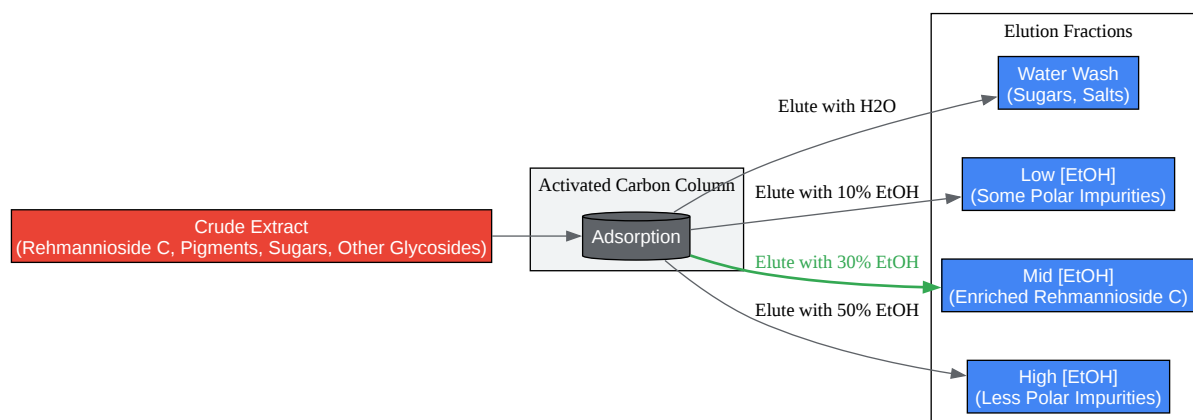 Elution Fractions
Water Wash
(Sugars, Salts)
Elute with H2O
Activated Carbon Column
Low [EtOH]
(Some Polar Impurities)
Elute with 10% EtOH
Crude Extract
(Rehmannioside C, Pigments, Sugars, Other Glycosides)
Adsorption
Elute with 30% EtOH
Mid [EtOH]
(Enriched Rehmannioside C)
Elute with 50% EtOH
High [EtOH]
(Less Polar Impurities)